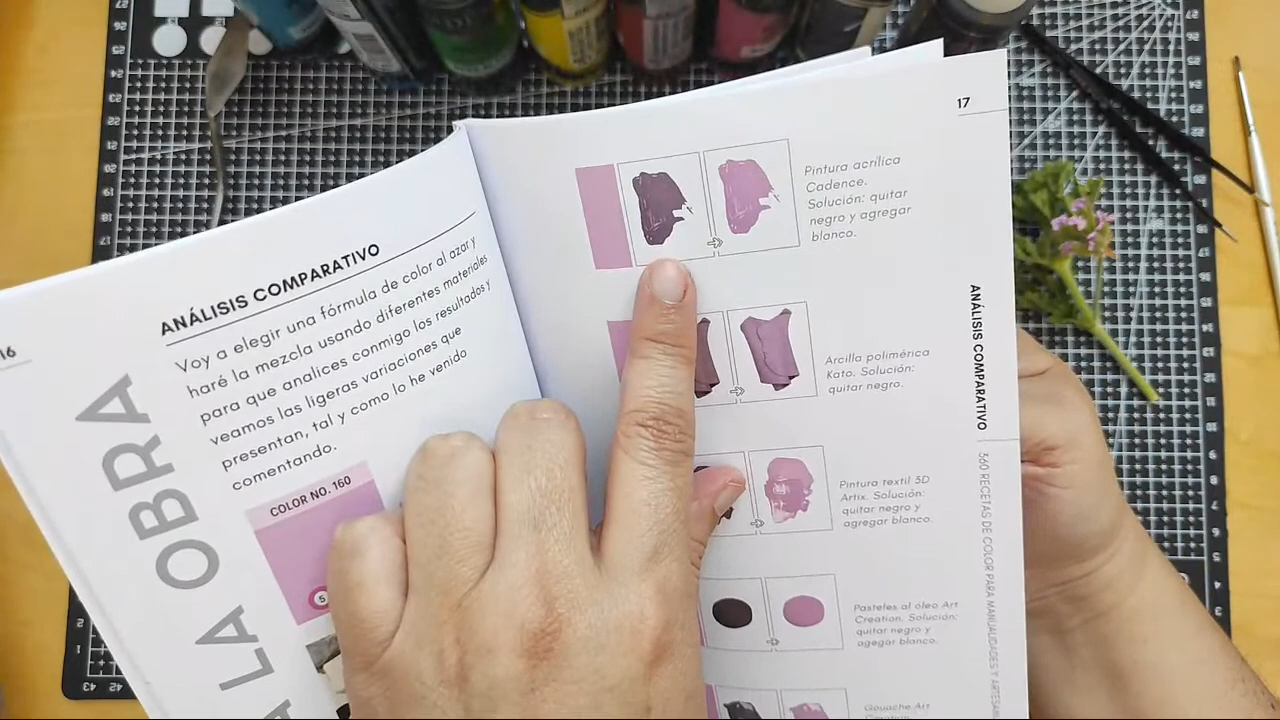 16
A LA OBRA
ANÁLISIS COMPARATIVO
Voy a elegir una fórmula de color al azar y
haré la mezcla usando diferentes materiales
para que analices conmigo los resultados y
veamos las ligeras variaciones que
presentan, tal y como lo he venido
comentando.
COLOR NO. 160
5
17
Pintura acrílica
Cadence.
Solución: quitar
negro y agregar
blanco.
Arcilla polimérica
Kato. Solución:
quitar negro.
Pintura textil 3D
Artix. Solución:
quitar negro y
agregar blanco.
Pasteles al óleo Art
Creation. Solución:
quitar negro y
agegar blanco.
Gouache Art
Creation.
ANÁLISIS COMPARATIVO
360 RECETAS DE COLOR PARA MANUALIDADES Y